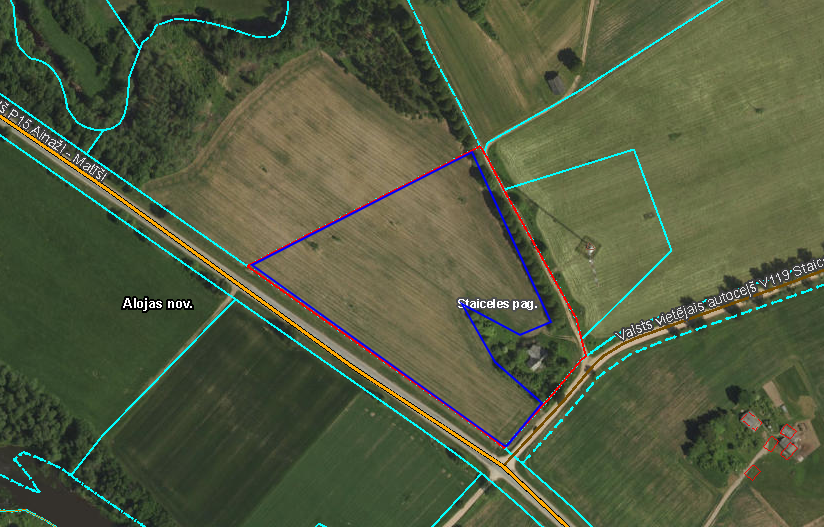 P15 Ainaži - Matīši
Alojas nov.
Staiceles pag.
Valsts vietējais autoceļš V119 Staic